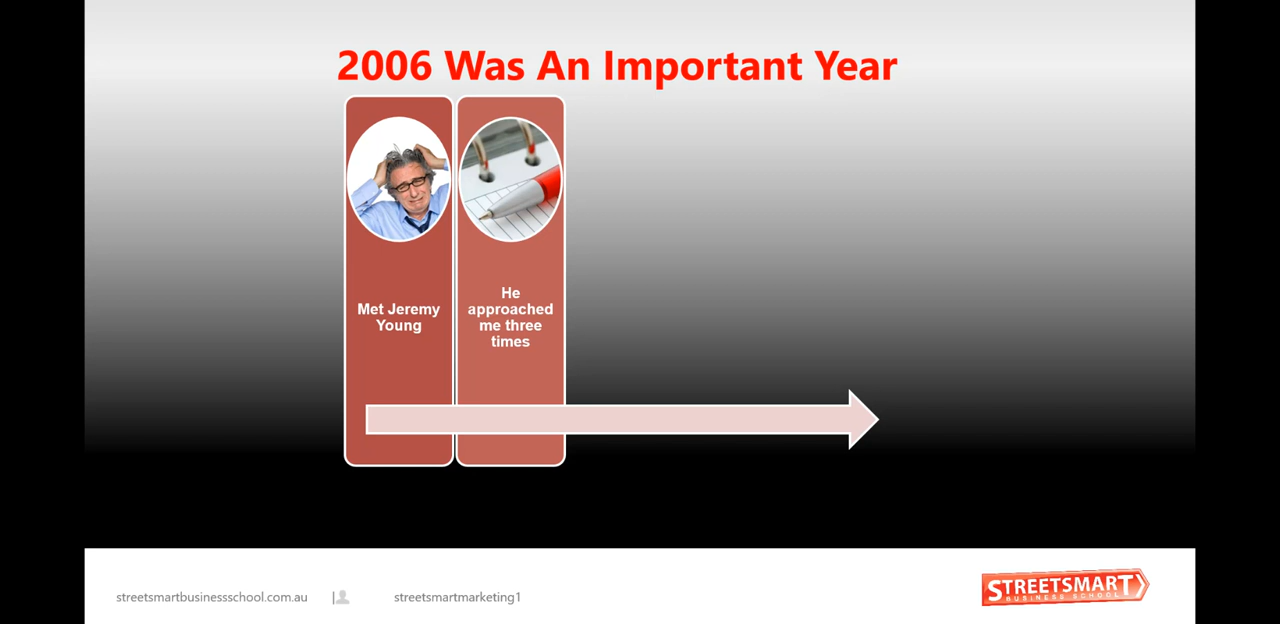 2006 Was An Important Year
Met Jeremy
Young
He
approached
me three
times
streetsmartbusinessschool.com.au
|
streetsmartmarketing1
STREETSMART
BUSINESS SCHOOL